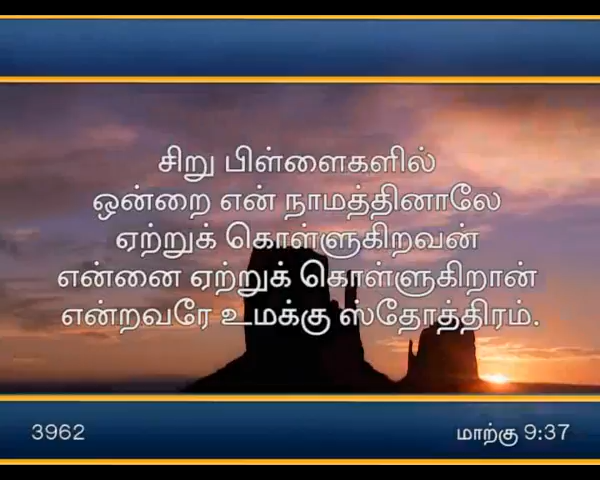 சிறு பிள்ளைகளில்
ஒன்றை என் நாமத்தினாலே
ஏற்றுக் கொள்ளுகிறவன்
என்னை ஏற்றுக் கொள்ளுகிறான்
என்றவரே உமக்கு ஸ்தோத்திரம்.
3962 மாற்கு 9:37